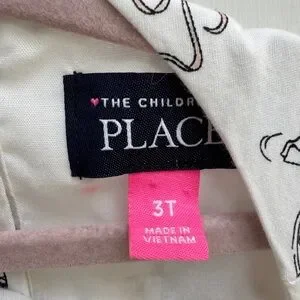 THE CHILDR
PLACE
3T
MADE IN
VIETNAM